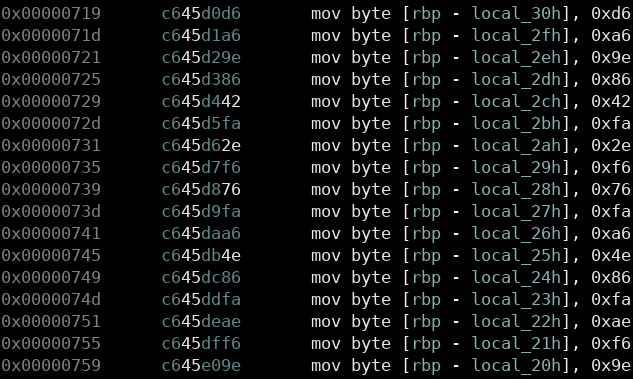 0x00000719 c645d0d6 mov byte [rbp - local_30h], 0xd6
0x0000071d c645d1a6 mov byte [rbp - local_2fh], 0xa6
0x00000721 c645d29e mov byte [rbp - local_2eh], 0x9e
0x00000725 c645d386 mov byte [rbp - local_2dh], 0x86
0x00000729 c645d442 mov byte [rbp - local_2ch], 0x42
0x0000072d c645d5fa mov byte [rbp - local_2bh], 0xfa
0x00000731 c645d62e mov byte [rbp - local_2ah], 0x2e
0x00000735 c645d7f6 mov byte [rbp - local_29h], 0xf6
0x00000739 c645d876 mov byte [rbp - local_28h], 0x76
0x0000073d c645d9fa mov byte [rbp - local_27h], 0xfa
0x00000741 c645daa6 mov byte [rbp - local_26h], 0xa6
0x00000745 c645db4e mov byte [rbp - local_25h], 0x4e
0x00000749 c645dc86 mov byte [rbp - local_24h], 0x86
0x0000074d c645ddfa mov byte [rbp - local_23h], 0xfa
0x00000751 c645deae mov byte [rbp - local_22h], 0xae
0x00000755 c645dff6 mov byte [rbp - local_21h], 0xf6
0x00000759 c645e09e mov byte [rbp - local_20h], 0x9e